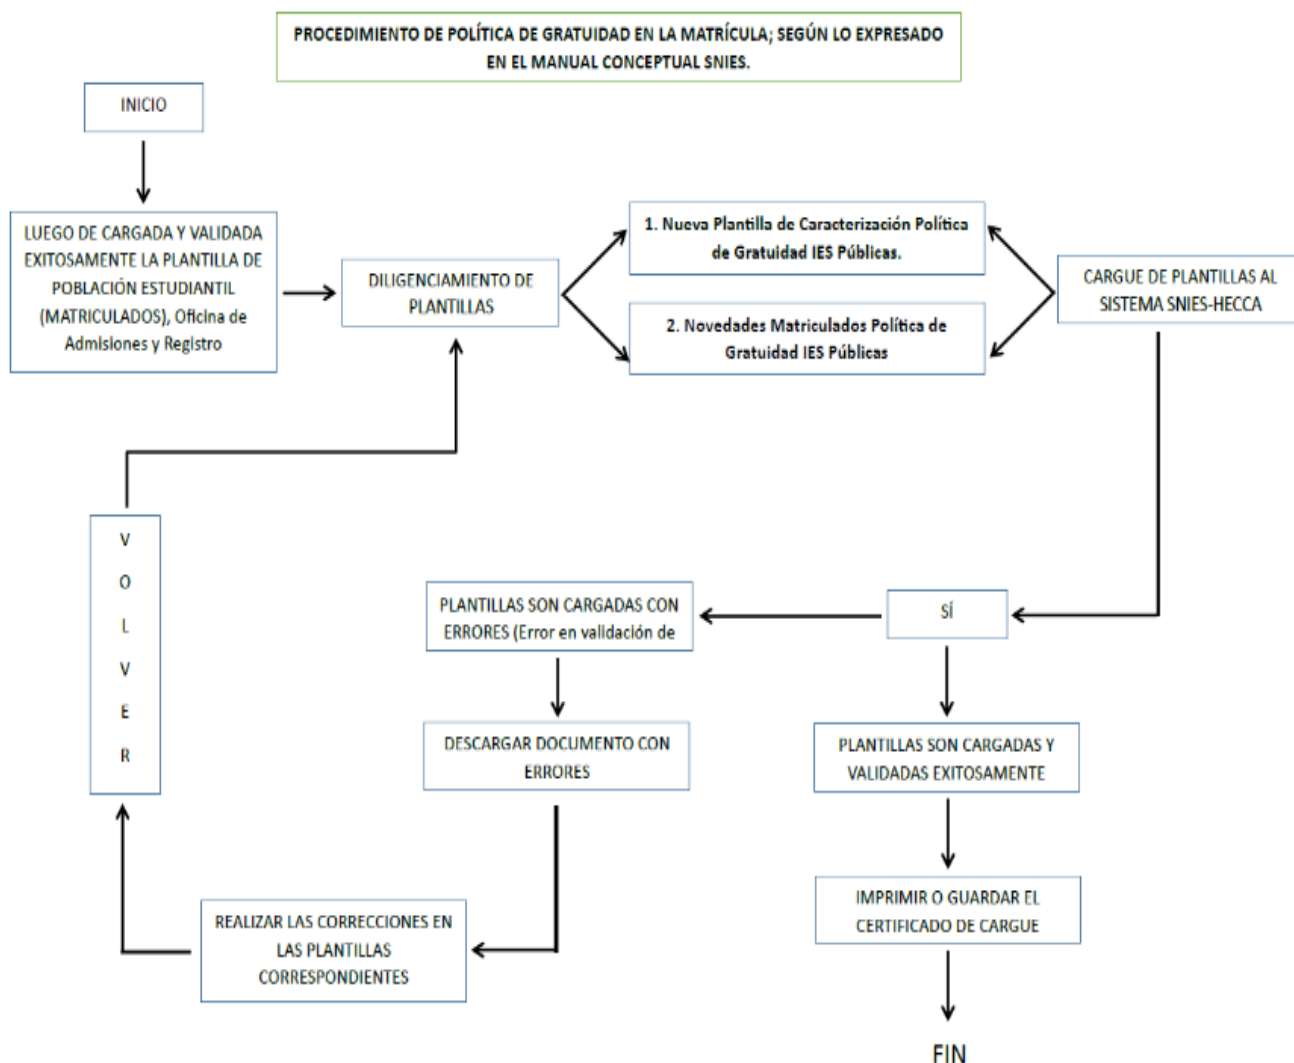 PROCEDIMIENTO DE POLÍTICA DE GRATUIDAD EN LA MATRÍCULA; SEGÚN LO EXPRESADO
EN EL MANUAL CONCEPTUAL SNIES.
INICIO
LUEGO DE CARGADA Y VALIDADA
EXITOSAMENTE LA PLANTILLA DE
POBLACIÓN ESTUDIANTIL
(MATRICULADOS), Oficina de
Admisiones y Registro
DILIGENCIAMIENTO DE
PLANTILLAS
1. Nueva Plantilla de Caracterización Política
de Gratuidad IES Públicas.
2. Novedades Matriculados Política de
Gratuidad IES Públicas
CARGUE DE PLANTILLAS AL
SISTEMA SNIES-HECCA
SÍ
PLANTILLAS SON CARGADAS CON
ERRORES (Error en validación de
DESCARGAR DOCUMENTO CON
ERRORES
REALIZAR LAS CORRECCIONES EN
LAS PLANTILLAS
CORRESPONDIENTES
V
O
L
V
E
R
PLANTILLAS SON CARGADAS Y
VALIDADAS EXITOSAMENTE
IMPRIMIR O GUARDAR EL
CERTIFICADO DE CARGUE
FIN